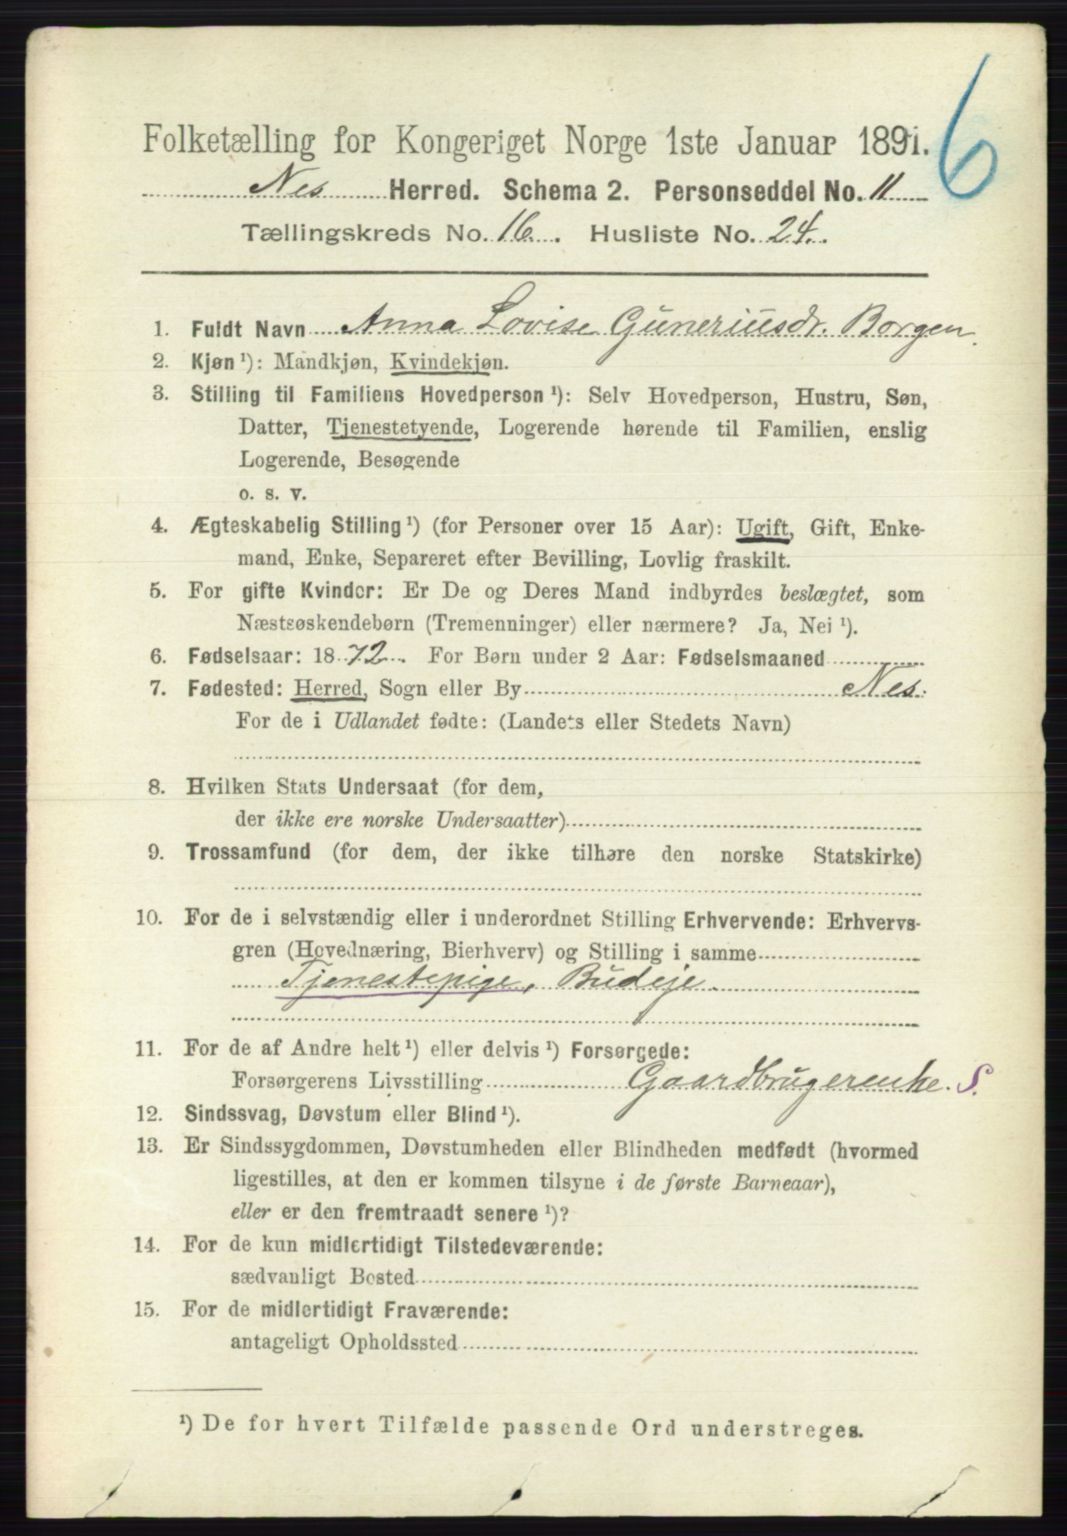 6
Folketælling for Kongeriget Norge 1ste Januar 1891.
Nes Herred. Schema 2. Personseddel No. 11
Tællingskreds No. 16. Husliste No. 24.
1. Fuldt Navn Anna Lovise Guneriusdr. Borgen.
2. Kjøn ¹): Mandkjøn, Kvindekjøn.
3. Stilling til Familiens Hovedperson ¹): Selv Hovedperson, Hustru, Søn,
Datter, Tjenestetyende, Logerende hørende til Familien, enslig
Logerende, Besøgende
o. s. v.
4. Ægteskabelig Stilling ¹) (for Personer over 15 Aar): Ugift, Gift, Enke-
mand, Enke, Separeret efter Bevilling, Lovlig fraskilt.
5. For gifte Kvinder: Er De og Deres Mand indbyrdes beslægtet, som
Næstsøskendebørn (Tremenninger) eller nærmere? Ja, Nei ¹).
6. Fødselsaar: 1872. For Børn under 2 Aar: Fødselsmaaned
7. Fødested: Herred, Sogn eller By Nes.
For de i Udlandet fødte: (Landets eller Stedets Navn)
8. Hvilken Stats Undersaat (for dem,
der ikke ere norske Undersaatter)
9. Trossamfund (for dem, der ikke tilhøre den norske Statskirke)
10. For de i selvstændig eller i underordnet Stilling Erhvervende: Erhvervs-
gren (Hovednæring, Bierhverv) og Stilling i samme
Tjenestepige, Budeje.
11. For de af Andre helt ¹) eller delvis ¹) Forsørgede:
Forsørgerens Livsstilling Gaardbrugerenke. S.
12. Sindssvag, Døvstum eller Blind ¹).
13. Er Sindssygdommen, Døvstumheden eller Blindheden medfødt (hvormed
ligestilles, at den er kommen tilsyne i de første Barneaar),
eller er den fremtraadt senere ¹)?
14. For de kun midlertidigt Tilstedeværende:
sædvanligt Bosted
15. For de midlertidigt Fraværende:
antageligt Opholdssted
¹) De for hvert Tilfælde passende Ord understreges.